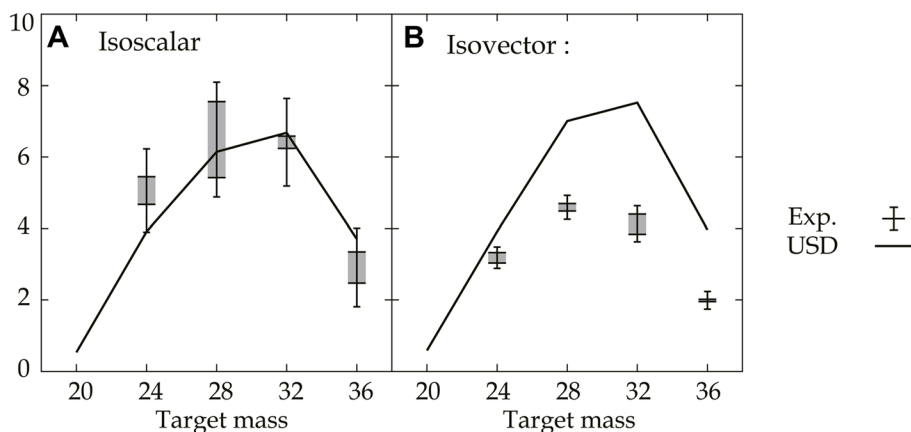 A Isoscalar
B Isovector :
10
8
6
4
2
0
20 24 28 32 36
20 24 28 32 36
Target mass
Target mass
Exp.
USD